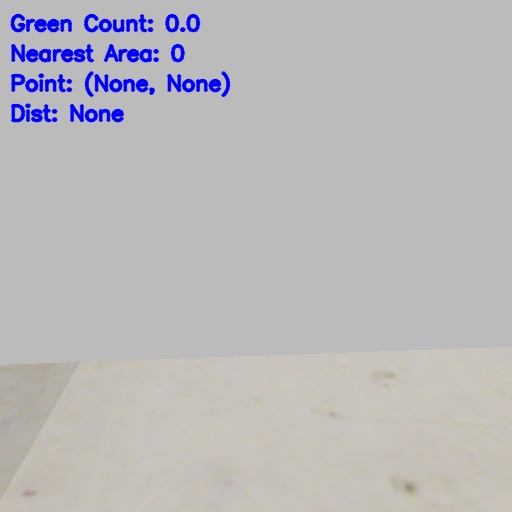 Green Count: 0.0
Nearest Area: 0
Point: (None, None)
Dist: None